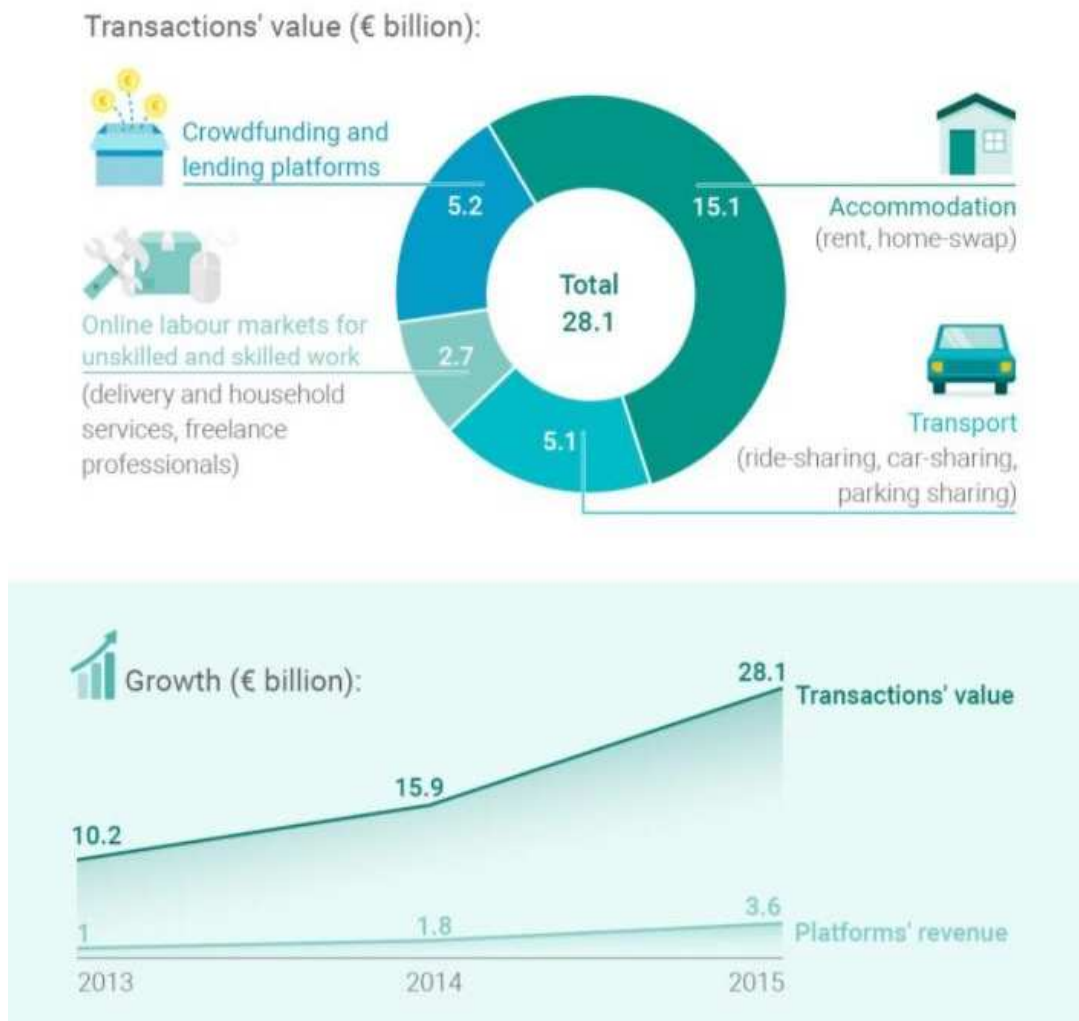 Transactions' value (€ billion):
Crowdfunding and
lending platforms
5.2
15.1
Accommodation
(rent, home-swap)
Total
28.1
Online labour markets for
unskilled and skilled work
(delivery and household
services, freelance
professionals)
2.7
5.1
Transport
(ride-sharing, car-sharing,
parking sharing)
Growth (€ billion):
28.1
Transactions' value
15.9
10.2
3.6
1.8
1
Platforms' revenue
2013
2014
2015